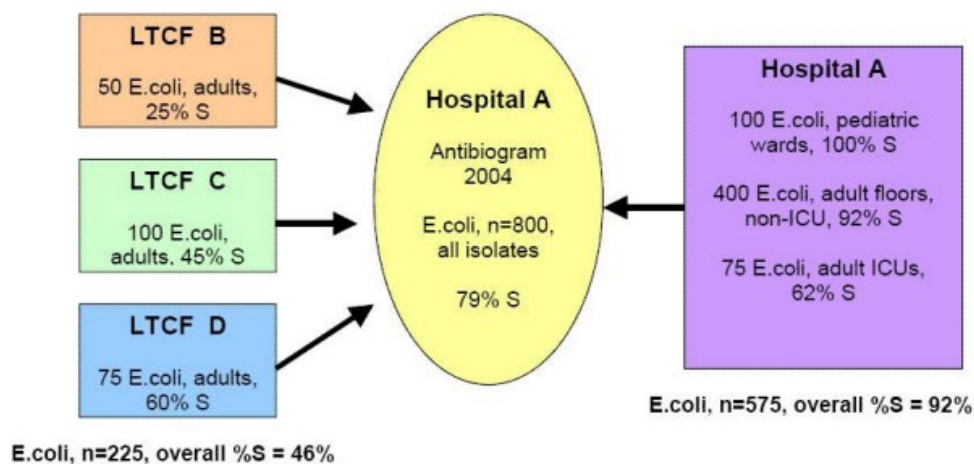 LTCF B
50 E.coli, adults,
25% S
LTCF C
100 E.coli,
adults, 45% S
LTCF D
75 E.coli, adults,
60% S
E.coli, n=225, overall %S = 46%
Hospital A
Antibiogram
2004
E.coli, n=800,
all isolates
79% S
Hospital A
100 E.coli, pediatric
wards, 100% S
400 E.coli, adult floors,
non-ICU, 92% S
75 E.coli, adult ICUs,
62% S
E.coli, n=575, overall %S = 92%